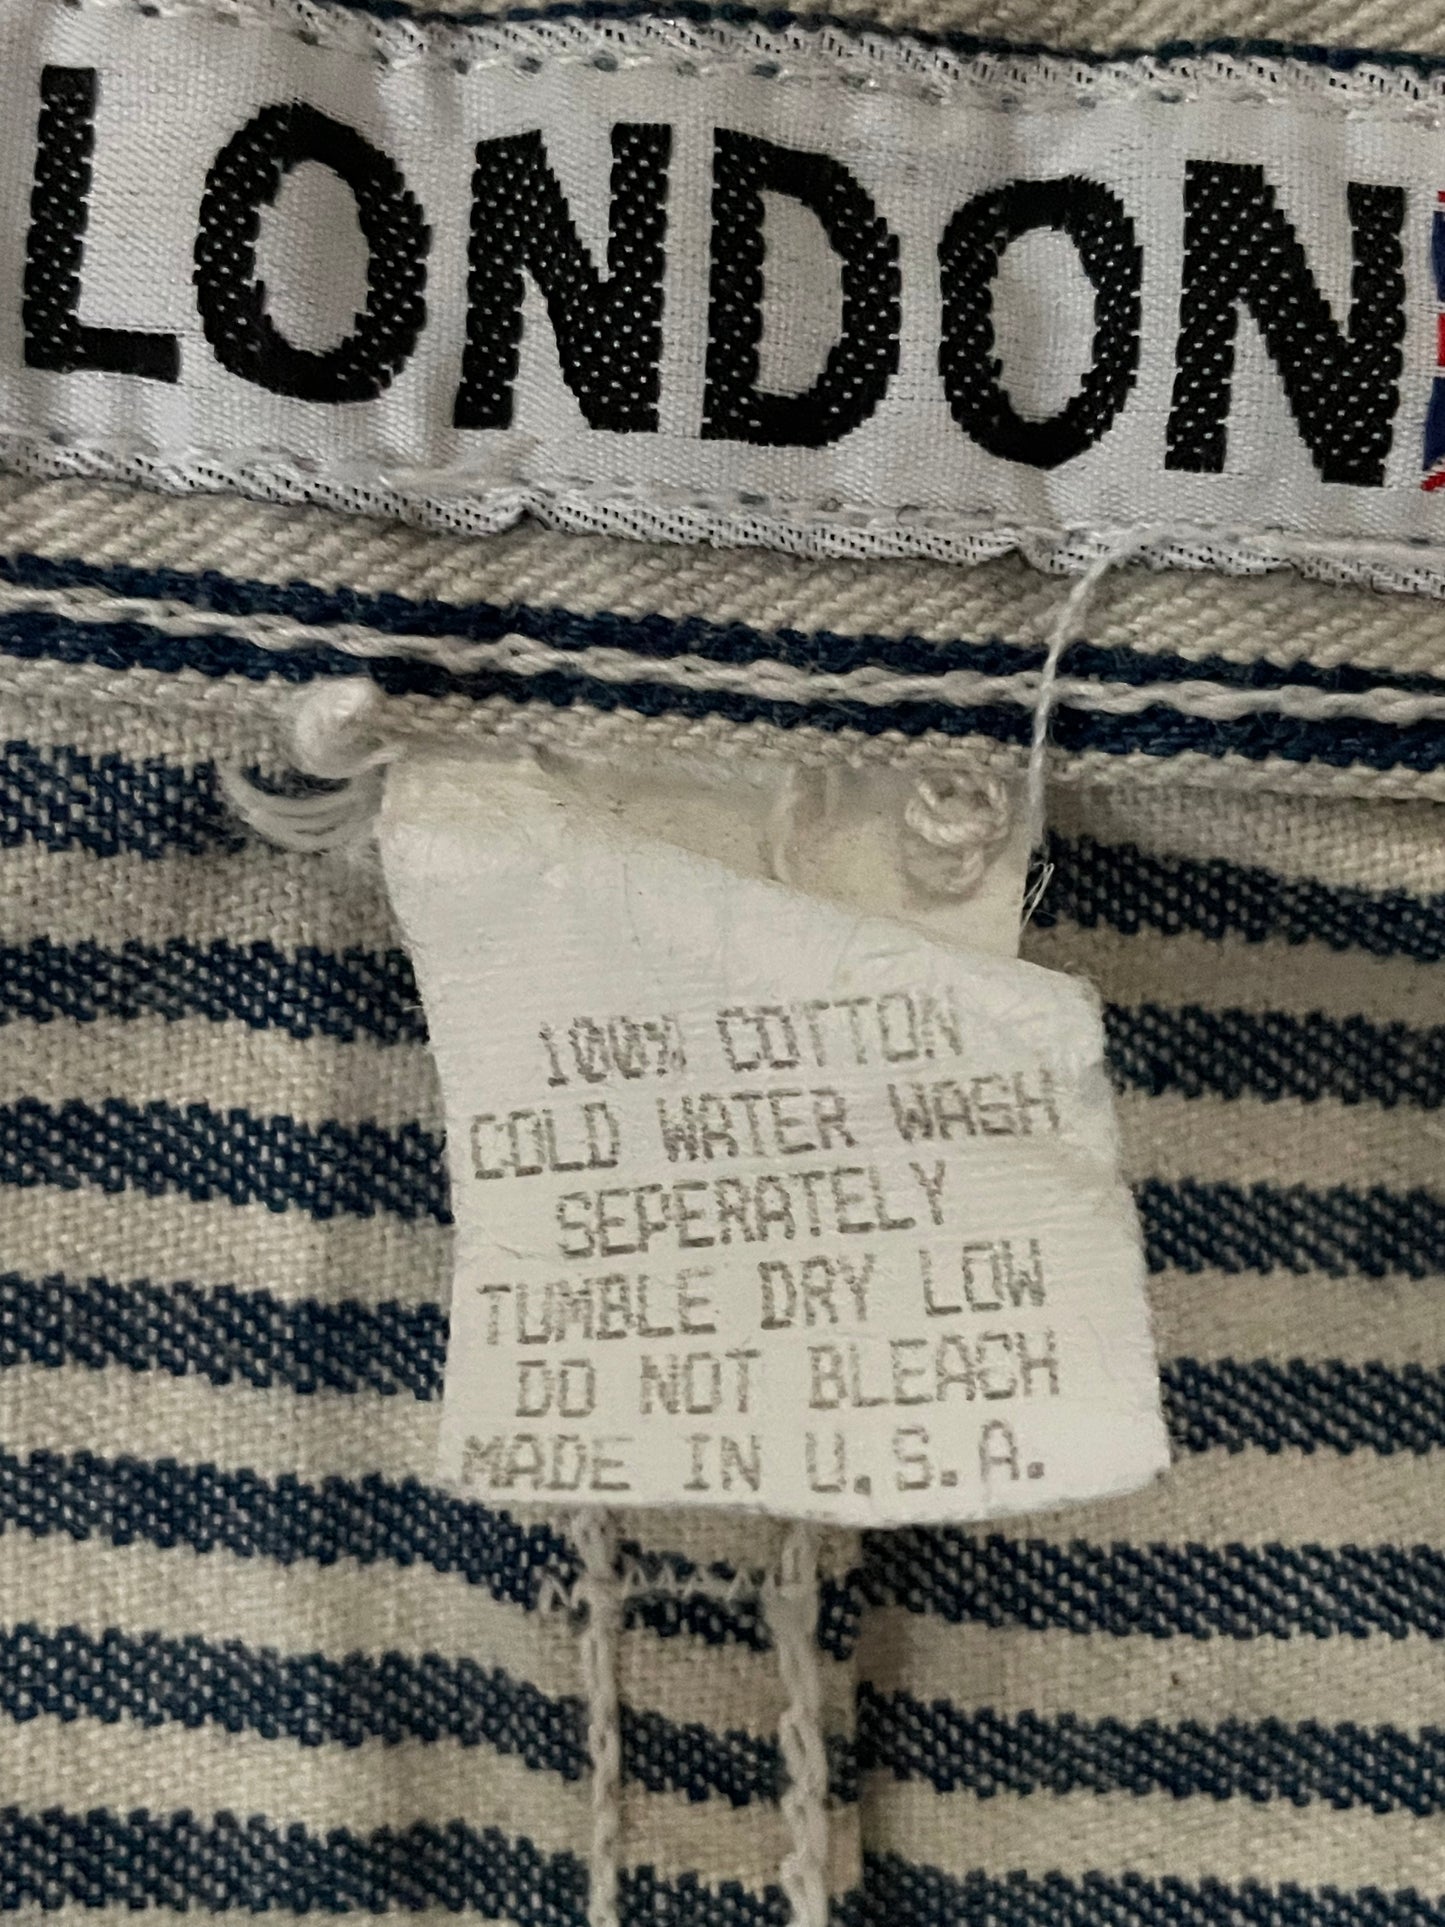 LONDON
100% COTTON
COLD WATER WASH
SEPERATELY
TUMBLE DRY LOW
DO NOT BLEACH
MADE IN U.S.A.